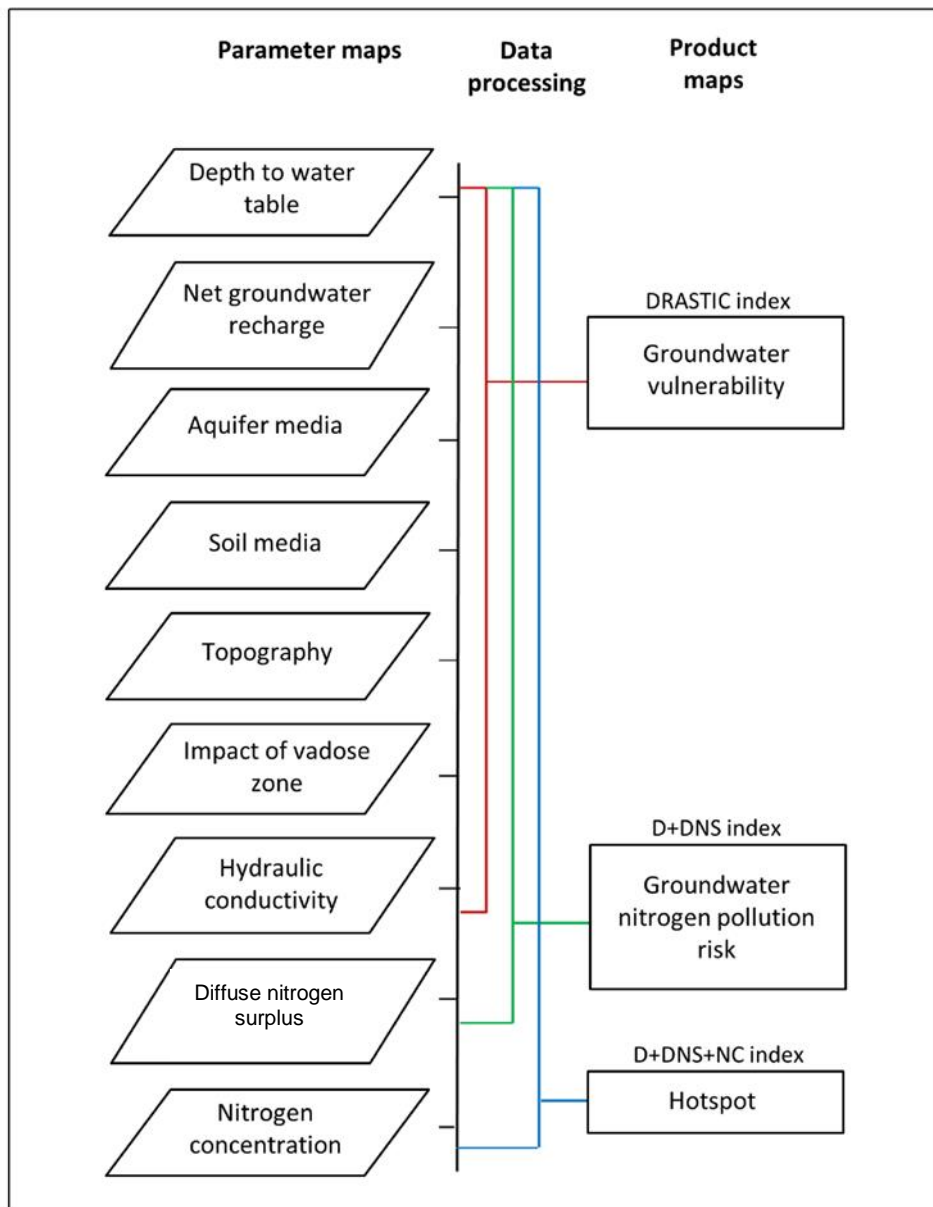 Parameter maps
Data
processing
Product
maps
Depth to water
table
Net groundwater
recharge
Aquifer media
Soil media
Topography
Impact of vadose
zone
Hydraulic
conductivity
Diffuse nitrogen
surplus
Nitrogen
concentration
DRASTIC index
Groundwater
vulnerability
D+DNS index
Groundwater
nitrogen pollution
risk
D+DNS+NC index
Hotspot